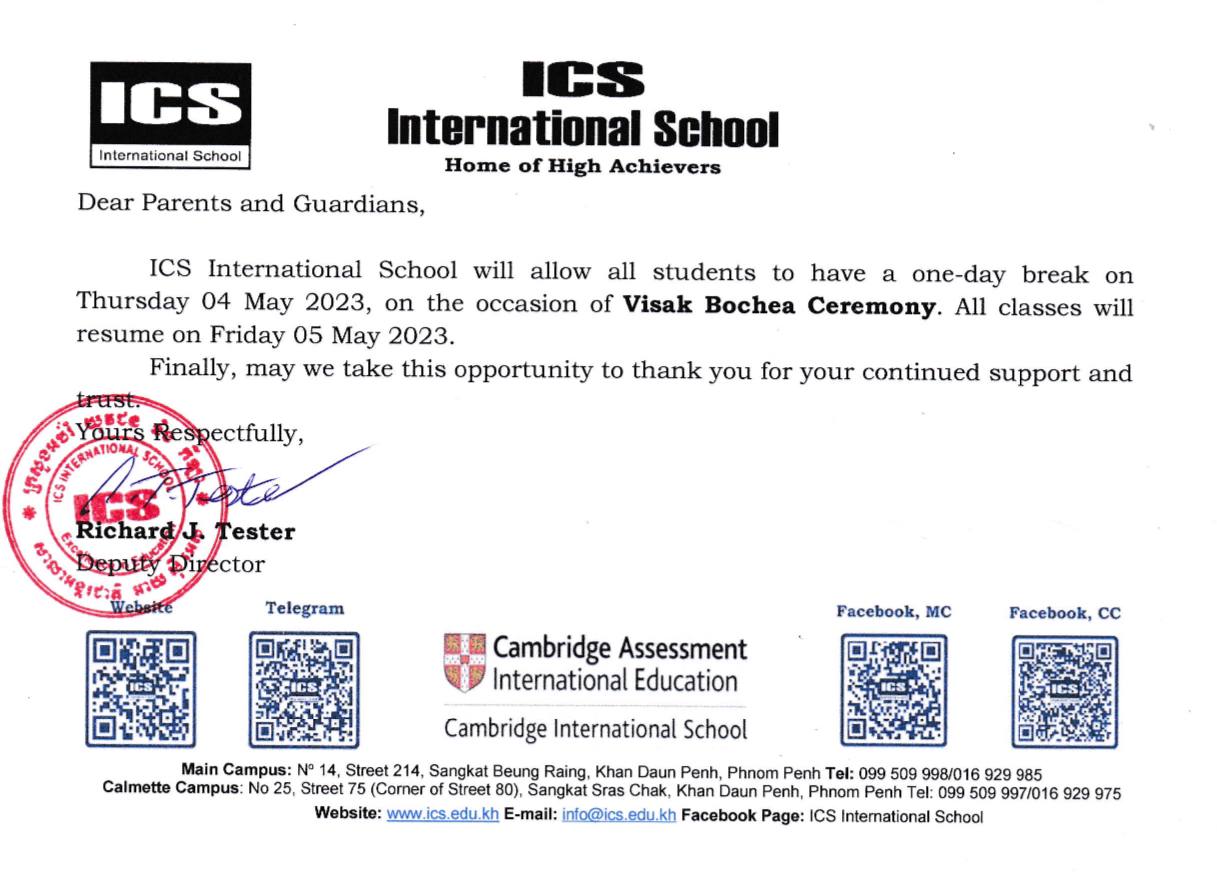 ICS
International School
ICS
International School
Home of High Achievers
Dear Parents and Guardians,
ICS International School will allow all students to have a one-day break on
Thursday 04 May 2023, on the occasion of Visak Bochea Ceremony. All classes will
resume on Friday 05 May 2023.
Finally, may we take this opportunity to thank you for your continued support and
trust.
Yours Respectfully,
ICS INTERNATIONAL SCHOOL
ICS
R. J. Tester
Richard J. Tester
Deputy Director
Website
Telegram
Facebook, MC
Facebook, CC
ICS
ICS
ICS
ICS
Cambridge Assessment
International Education
Cambridge International School
Main Campus: Nº 14, Street 214, Sangkat Beung Raing, Khan Daun Penh, Phnom Penh Tel: 099 509 998/016 929 985
Calmette Campus: No 25, Street 75 (Corner of Street 80), Sangkat Sras Chak, Khan Daun Penh, Phnom Penh Tel: 099 509 997/016 929 975
Website: www.ics.edu.kh E-mail: info@ics.edu.kh Facebook Page: ICS International School